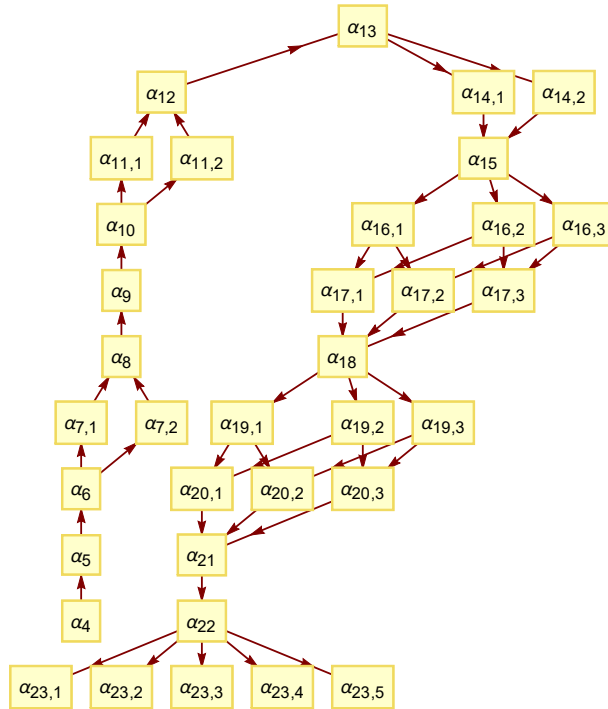 α13
α12
α14,1 α14,2
α11,1 α11,2
α15
α10
α16,1 α16,2 α16,3
α9
α17,1 α17,2 α17,3
α8
α18
α7,1 α7,2
α19,1 α19,2 α19,3
α6
α20,1 α20,2 α20,3
α5
α21
α4
α22
α23,1 α23,2 α23,3 α23,4 α23,5